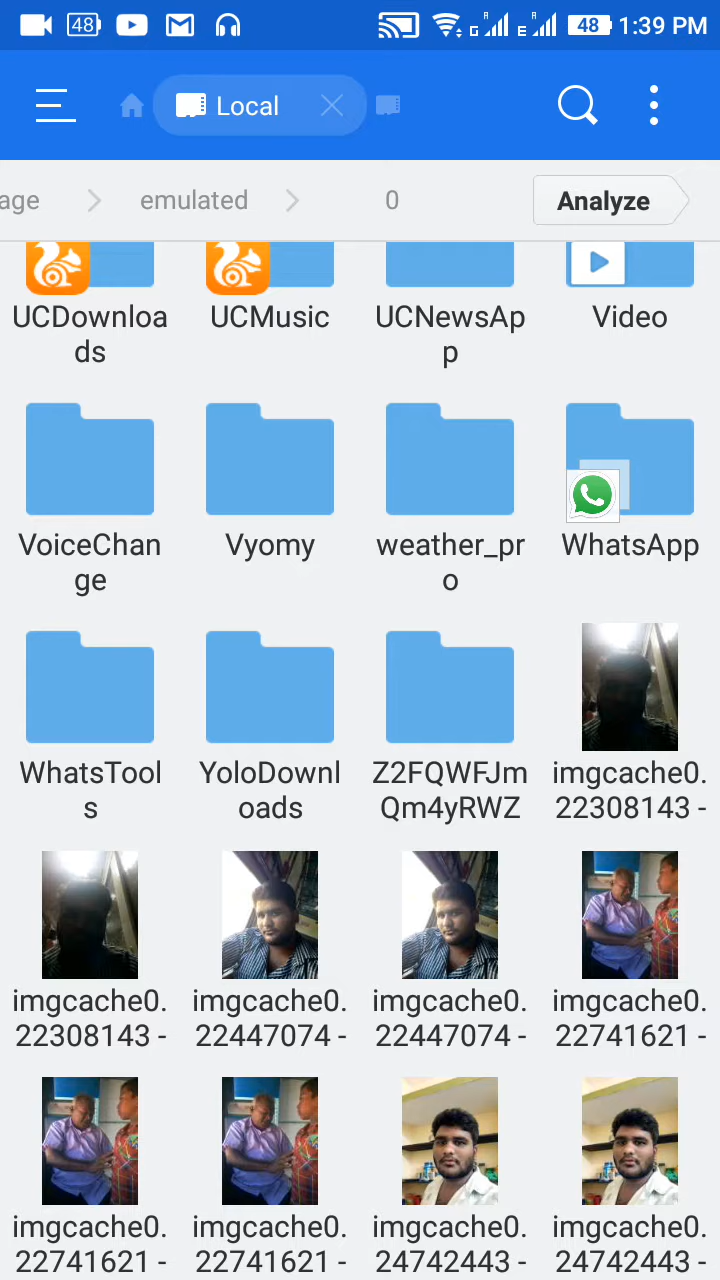 48 48 1:39 PM
Local
age emulated 0 Analyze
UCDownloa
ds
UCMusic
UCNewsAp
p
Video
VoiceChan
ge
Vyomy
weather_pr
o
WhatsApp
WhatsTool
s
YoloDownl
oads
Z2FQWFJm
Qm4yRWZ
imgcache0.
22308143 -
imgcache0.
22308143 -
imgcache0.
22447074 -
imgcache0.
22447074 -
imgcache0.
22741621 -
imgcache0.
22741621 -
imgcache0.
22741621 -
imgcache0.
24742443 -
imgcache0.
24742443 -